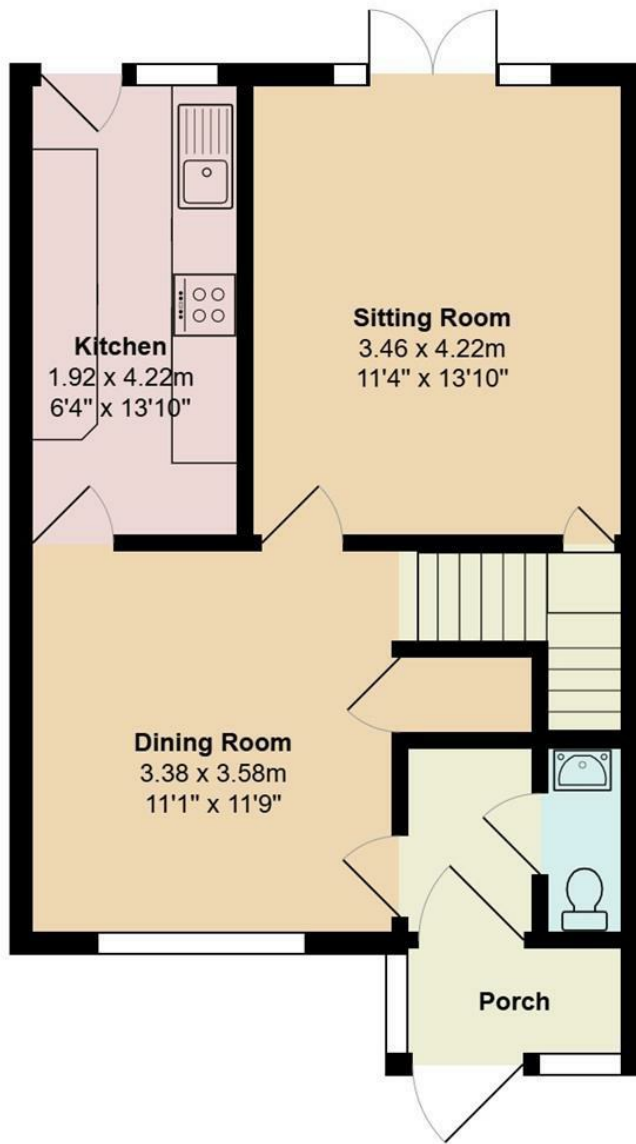 Kitchen
1.92 x 4.22m
6'4" x 13'10"
Sitting Room
3.46 x 4.22m
11'4" x 13'10"
Dining Room
3.38 x 3.58m
11'1" x 11'9"
Porch